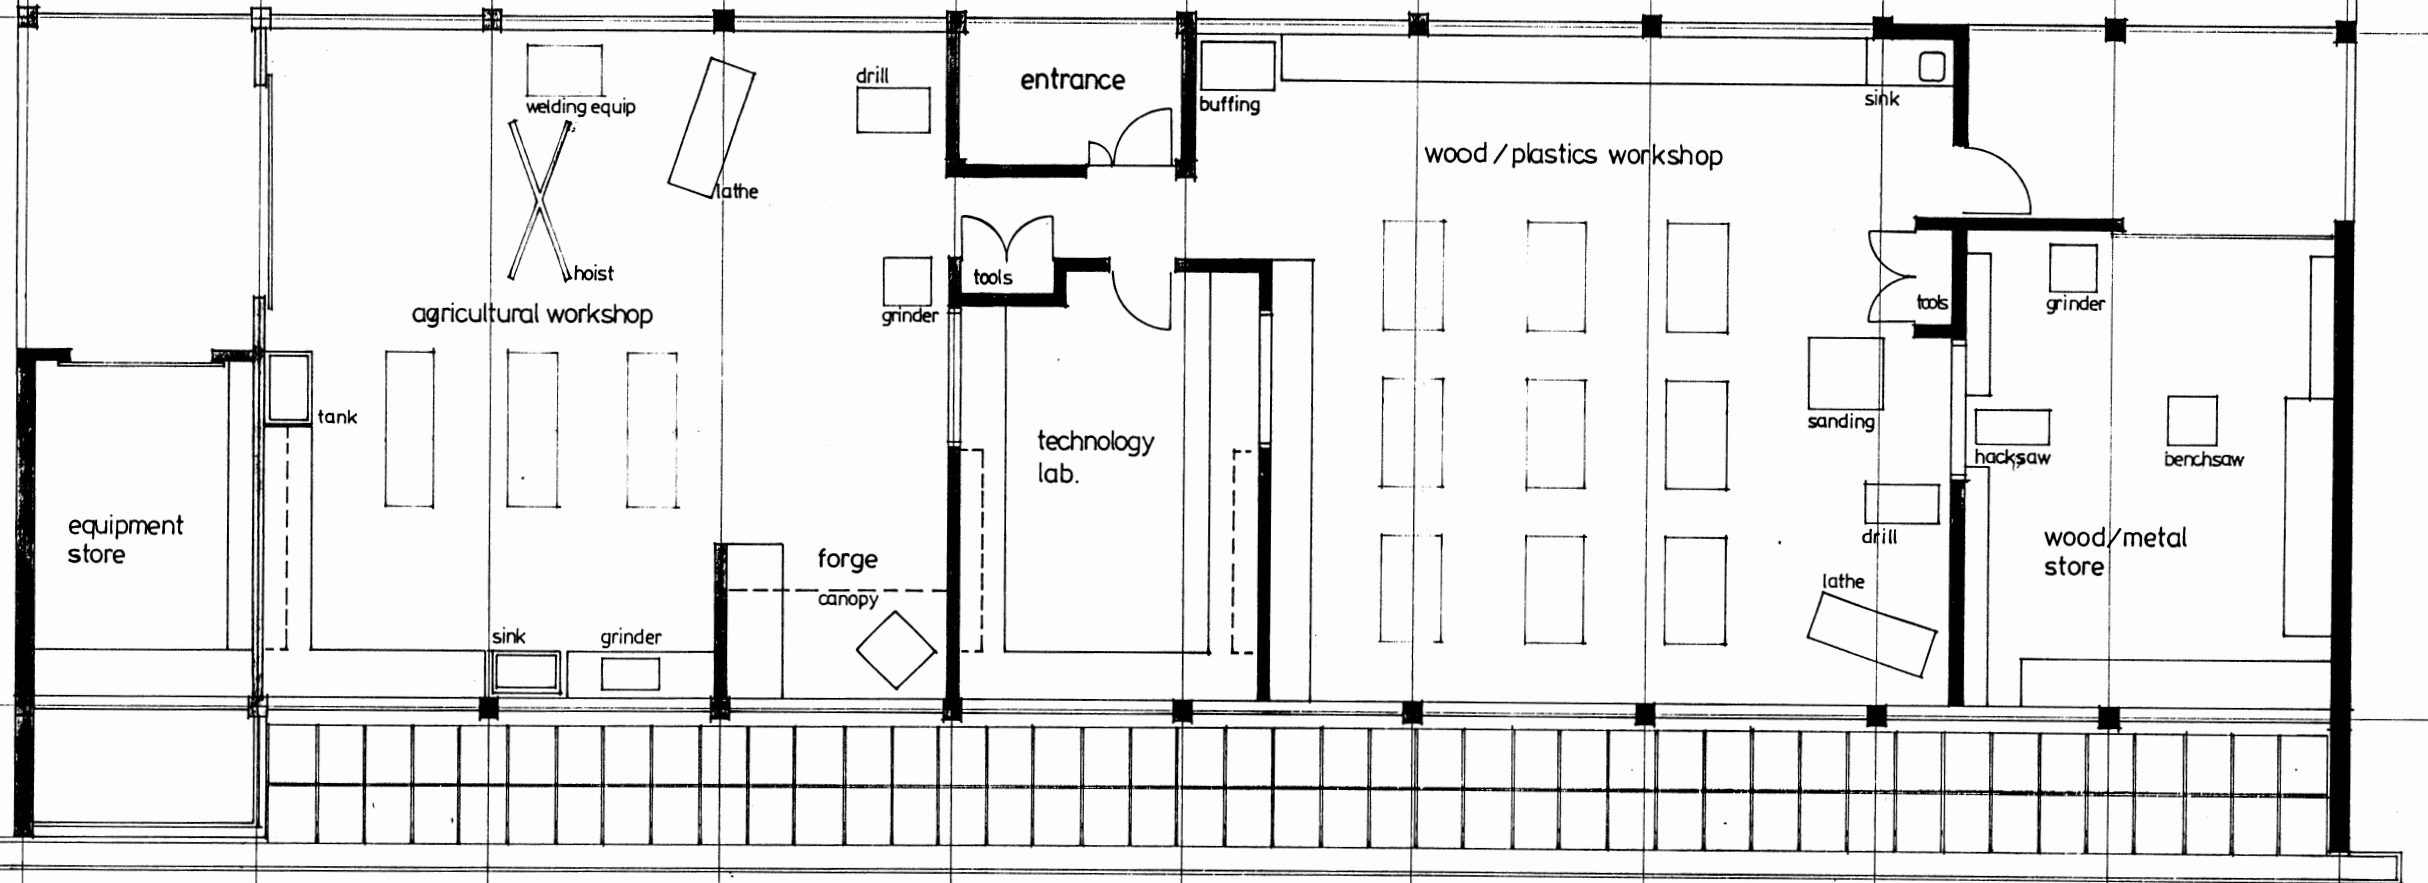 welding equip
lathe
drill
entrance
buffing
sink
wood/plastics workshop
hoist
agricultural workshop
grinder
tools
tools
grinder
tank
technology
lab.
sanding
hacksaw
benchsaw
equipment
store
forge
canopy
drill
wood/metal
store
lathe
sink
grinder